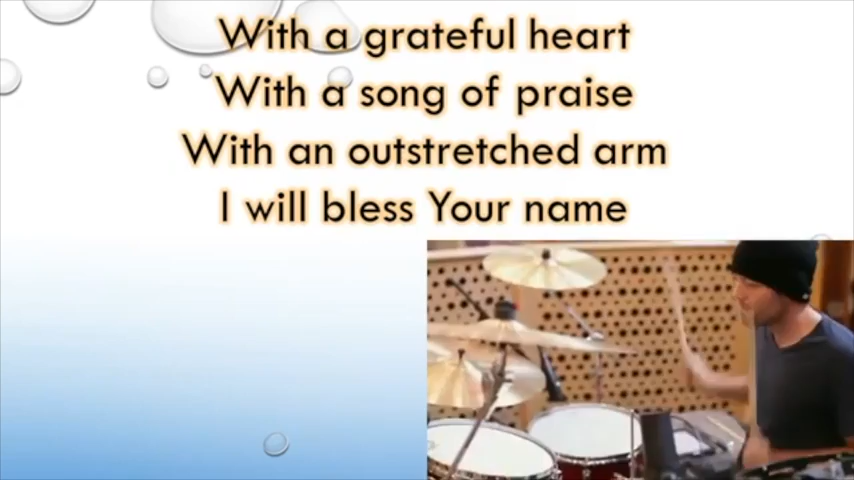 With a grateful heart
With a song of praise
With an outstretched arm
I will bless Your name